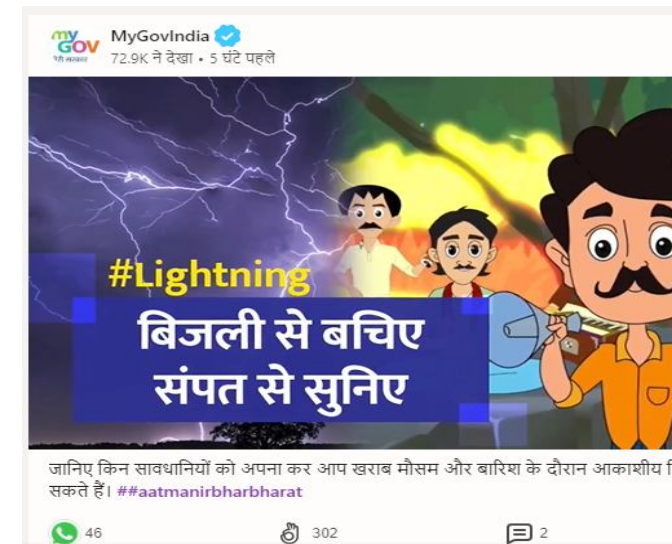 my
GOV
मेरी सरकार
MyGovIndia
72.9K ने देखा • 5 घंटे पहले
#Lightning
बिजली से बचिए
संपत से सुनिए
जानिए किन सावधानियों को अपना कर आप खराब मौसम और बारिश के दौरान आकाशीय
सकते हैं। ##aatmanirbharbharat
46
302
2